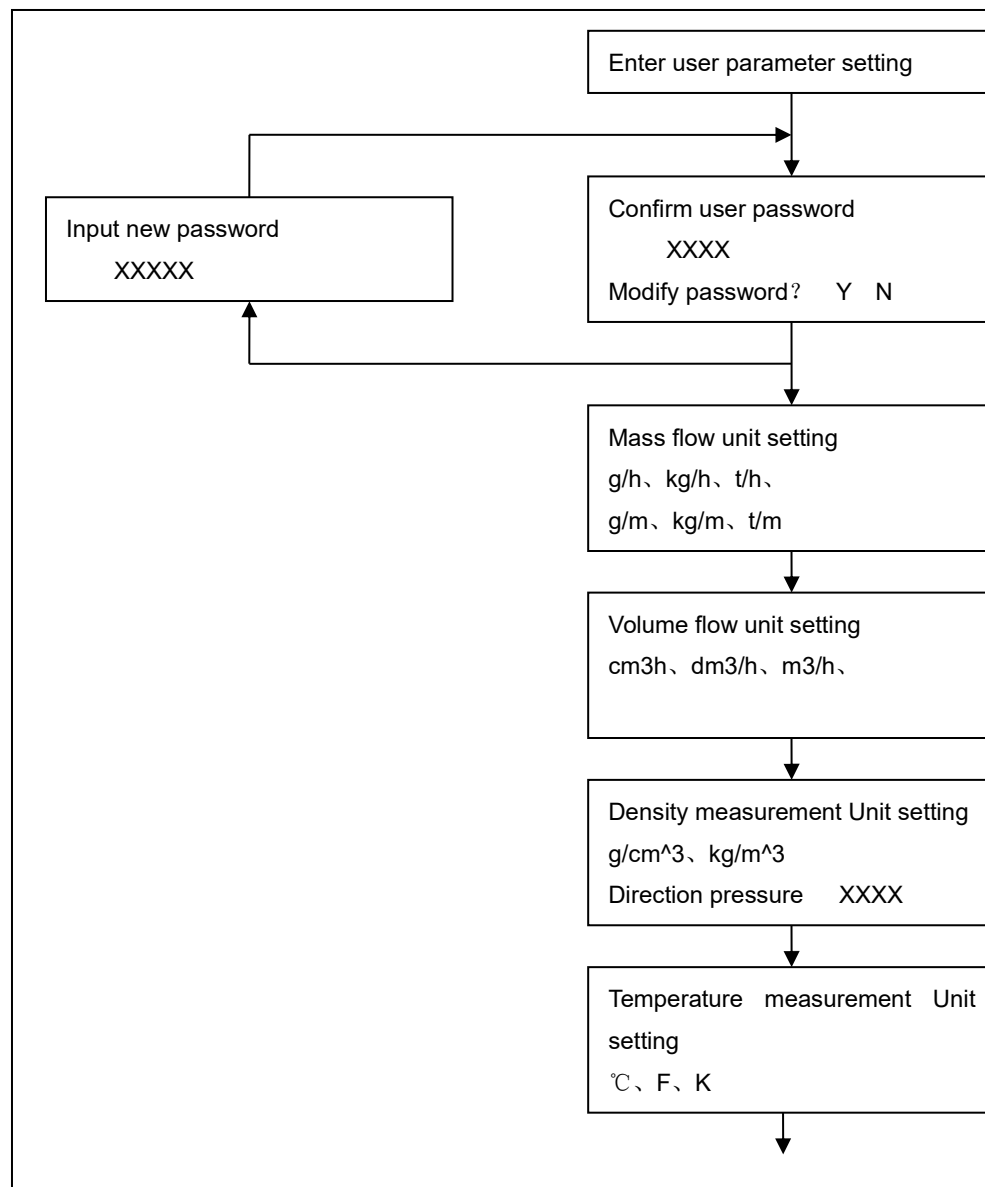 Enter user parameter setting
Input new password
XXXXX
Confirm user password
XXXX
Modify password？ Y N
Mass flow unit setting
g/h、kg/h、t/h、
g/m、kg/m、t/m
Volume flow unit setting
cm3h、dm3/h、m3/h、
Density measurement Unit setting
g/cm^3、kg/m^3
Direction pressure XXXX
Temperature measurement Unit
setting
℃、F、K